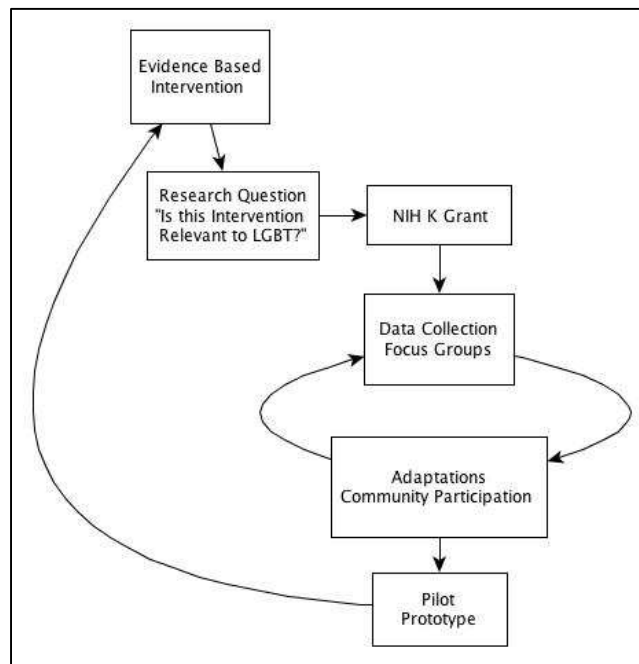 Evidence Based
Intervention
Research Question
"Is this Intervention
Relevant to LGBT?"
NIH K Grant
Data Collection
Focus Groups
Adaptations
Community Participation
Pilot
Prototype